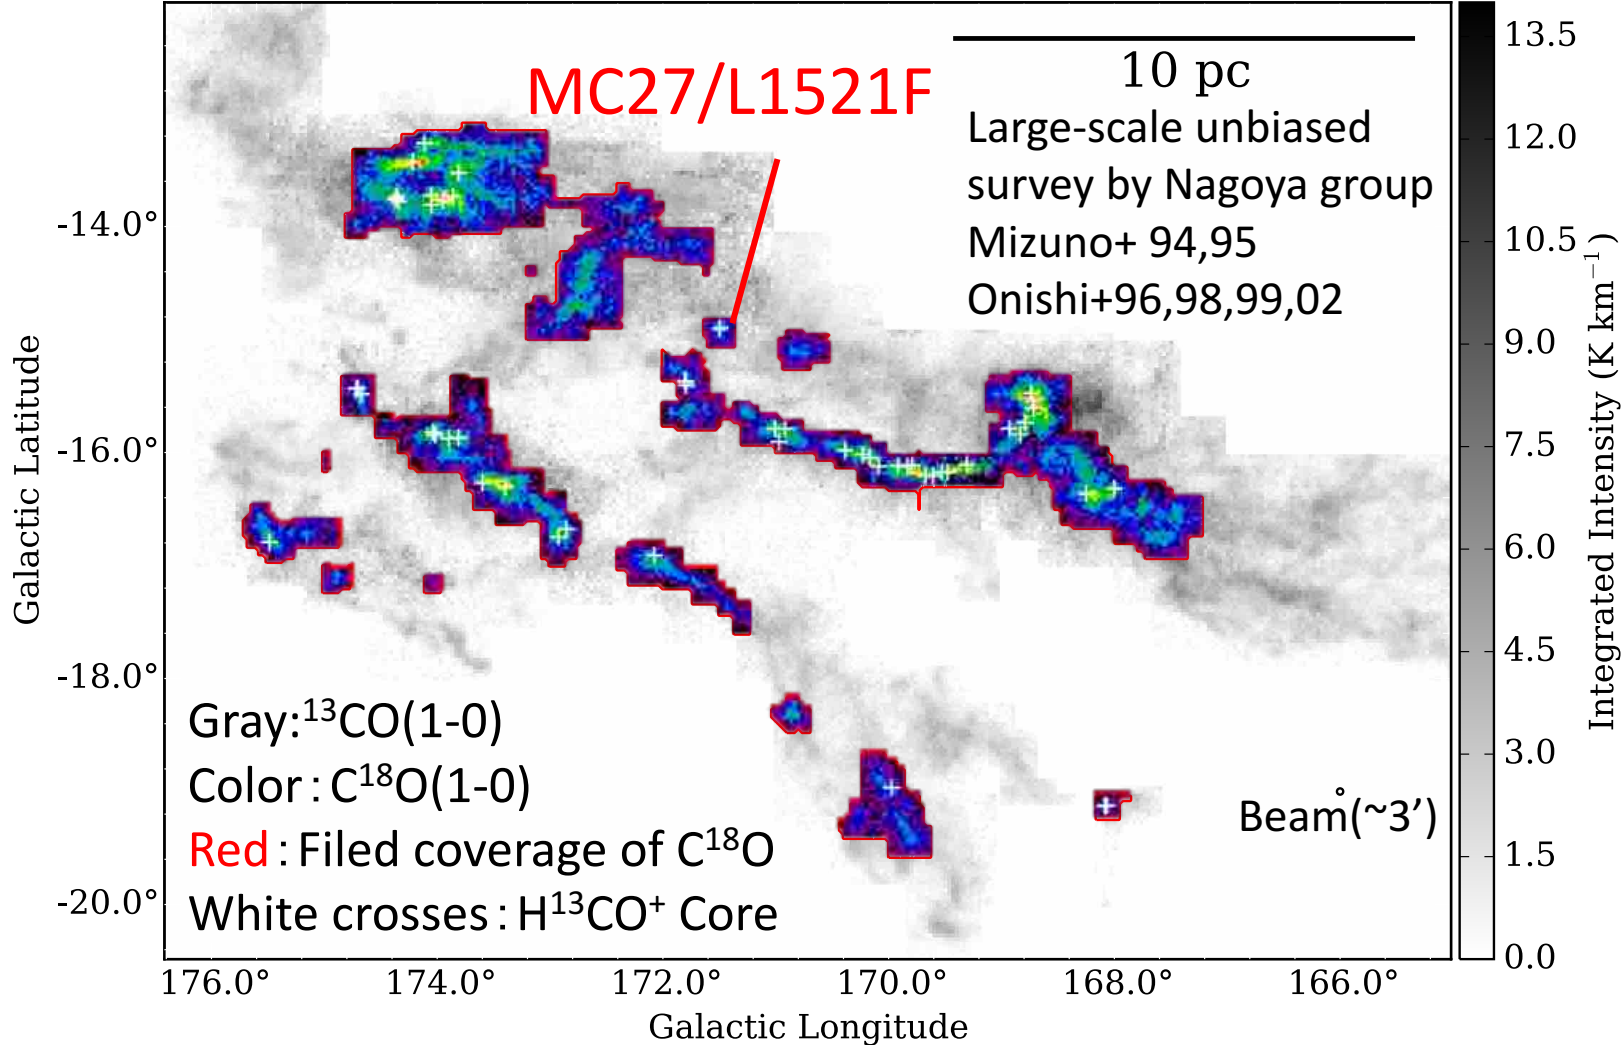 MC27/L1521F
10 pc
Large-scale unbiased
survey by Nagoya group
Mizuno+ 94,95
Onishi+96,98,99,02
Gray:¹³CO(1-0)
Color : C¹⁸O(1-0)
Red : Filed coverage of C¹⁸O
White crosses : H¹³CO⁺ Core
Beam(~3’)
-14.0°
-16.0°
-18.0°
-20.0°
Galactic Latitude
176.0°
174.0°
172.0°
170.0°
168.0°
166.0°
Galactic Longitude
13.5
12.0
10.5
9.0
7.5
6.0
4.5
3.0
1.5
0.0
Integrated Intensity (K km⁻¹)